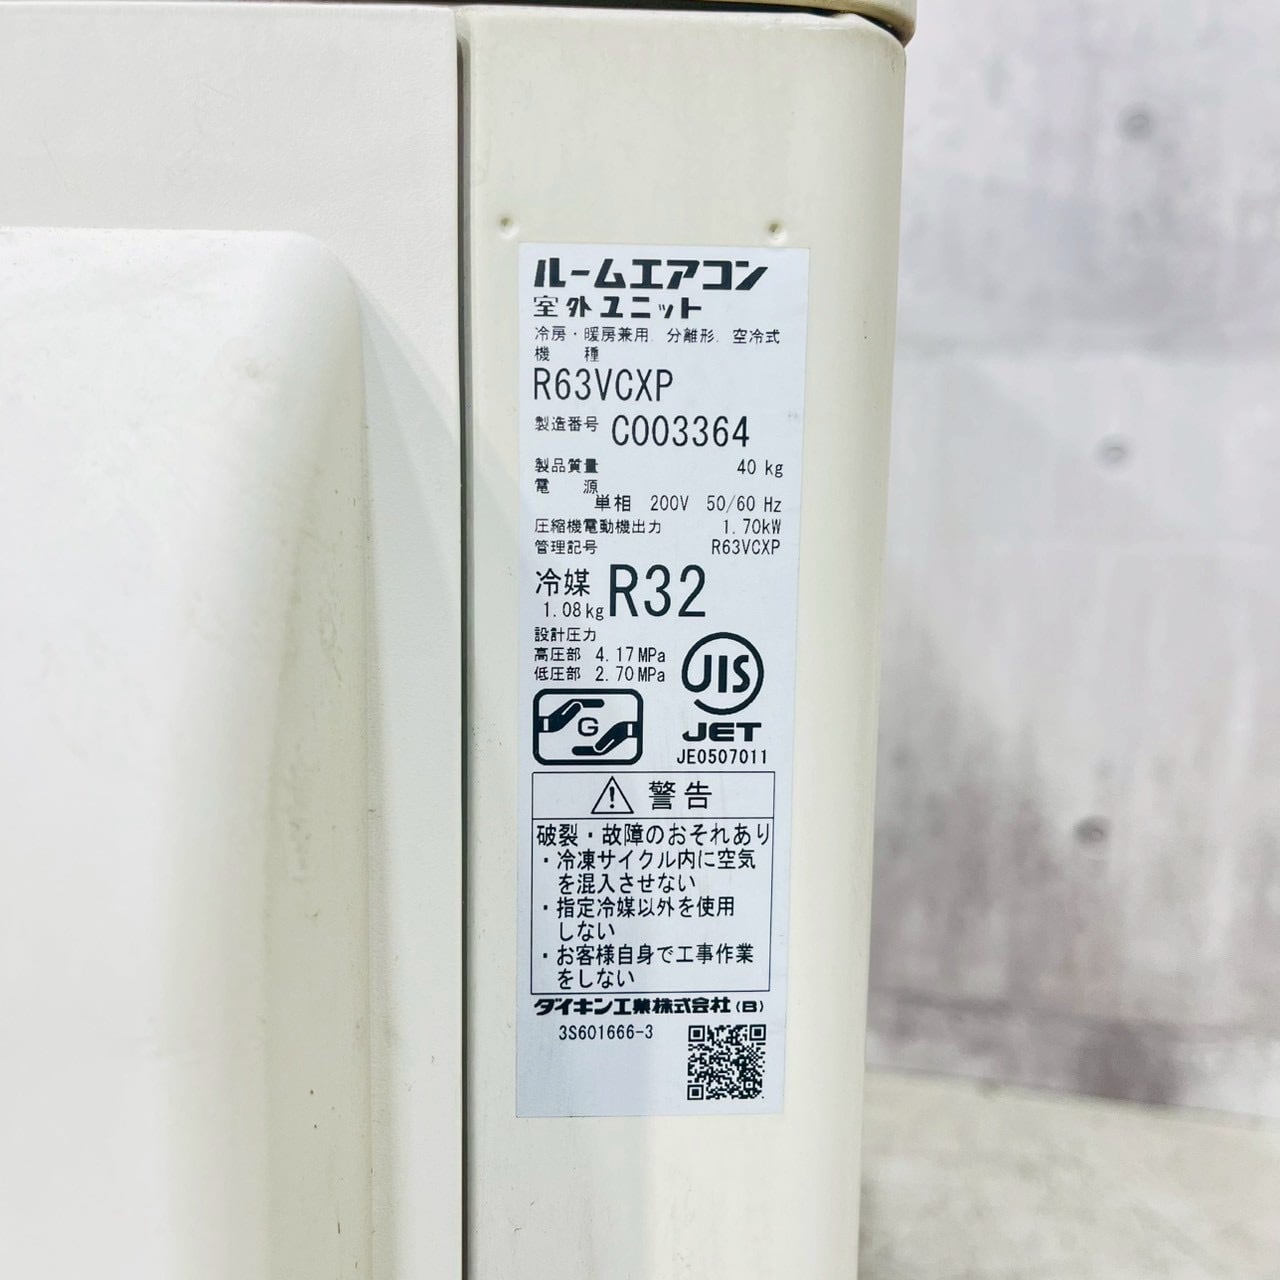 ルームエアコン
室外ユニット
冷房・暖房兼用. 分離形. 空冷式
機 種
R63VCXP
製造番号 C003364
製品質量 40 kg
電 源
単相 200V 50/60 Hz
圧縮機電動機出力 1.70kW
管理記号 R63VCXP
冷媒 R32
1.08kg
設計圧力
高圧部 4.17MPa
低圧部 2.70MPa
JIS
G
JET
JE0507011
警告
破裂・故障のおそれあり
・冷凍サイクル内に空気
を混入させない
・指定冷媒以外を使用
しない
・お客様自身で工事作業
をしない
ダイキン工業株式会社(B)
3S601666-3